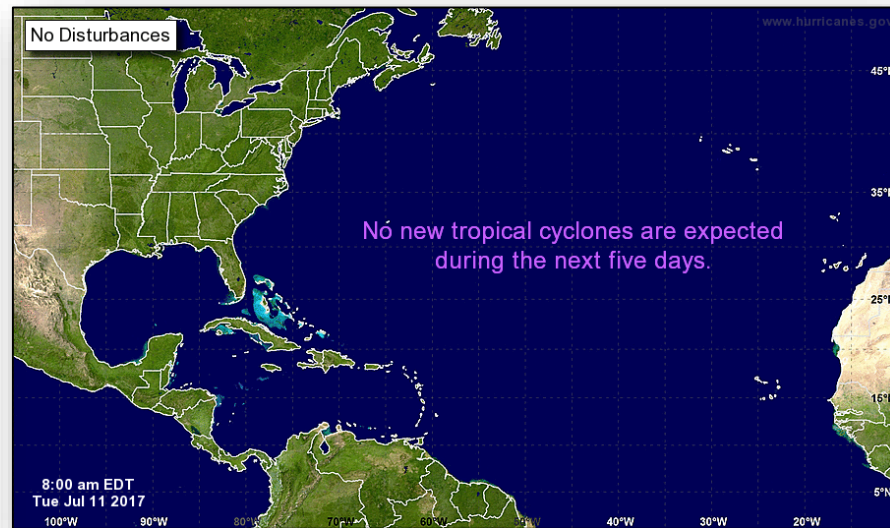 No Disturbances
www.hurricanes.gov
45°N
35°N
No new tropical cyclones are expected
during the next five days.
25°N
15°N
8:00 am EDT
Tue Jul 11 2017
5°N
100°W 90°W 80°W 70°W 60°W 50°W 40°W 30°W 20°W 10°W